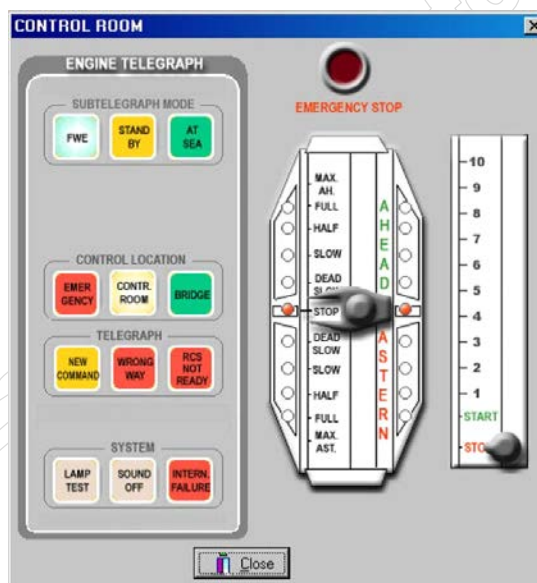 CONTROL ROOM
ENGINE TELEGRAPH
SUBTELEGRAPH MODE
FWE
STAND
BY
AT
SEA
CONTROL LOCATION
EMER
GENCY
CONTR.
ROOM
BRIDGE
TELEGRAPH
NEW
COMMAND
WRONG
WAY
RCS
NOT
READY
SYSTEM
LAMP
TEST
SOUND
OFF
INTERN.
FAILURE
EMERGENCY STOP
MAX.
AH.
FULL
HALF
SLOW
DEAD
STOP
DEAD
SLOW
SLOW
HALF
FULL
MAX.
AST.
AHEAD
ASTERN
10
9
8
7
6
5
4
3
2
1
START
Close